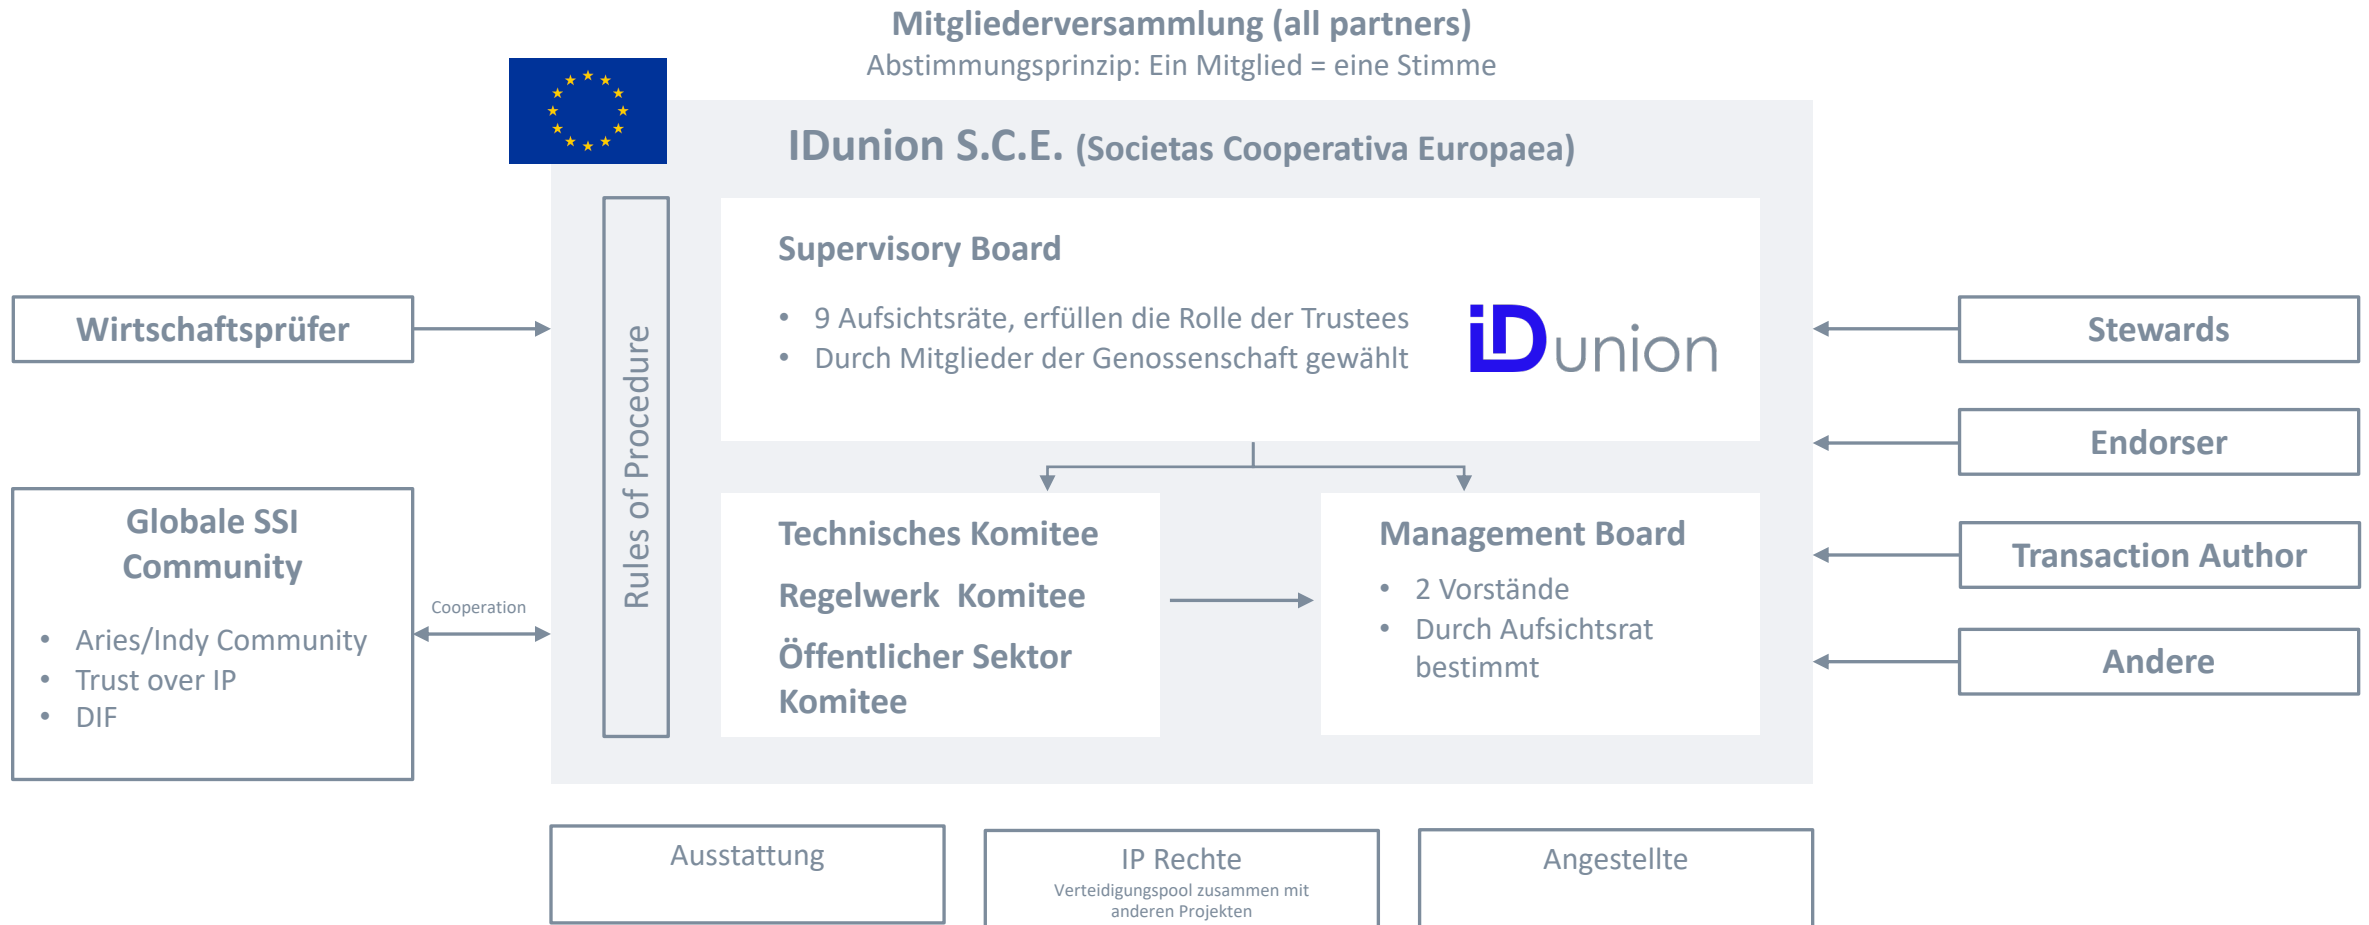 Mitgliederversammlung (all partners)
Abstimmungsprinzip: Ein Mitglied = eine Stimme
IDunion S.C.E. (Societas Cooperativa Europaea)
Rules of Procedure
Supervisory Board
• 9 Aufsichtsräte, erfüllen die Rolle der Trustees
• Durch Mitglieder der Genossenschaft gewählt
iDunion
Wirtschaftsprüfer
Globale SSI
Community
• Aries/Indy Community
• Trust over IP
• DIF
Cooperation
Technisches Komitee
Regelwerk Komitee
Öffentlicher Sektor
Komitee
Management Board
• 2 Vorstände
• Durch Aufsichtsrat
bestimmt
Stewards
Endorser
Transaction Author
Andere
Ausstattung
IP Rechte
Verteidigungspool zusammen mit
anderen Projekten
Angestellte